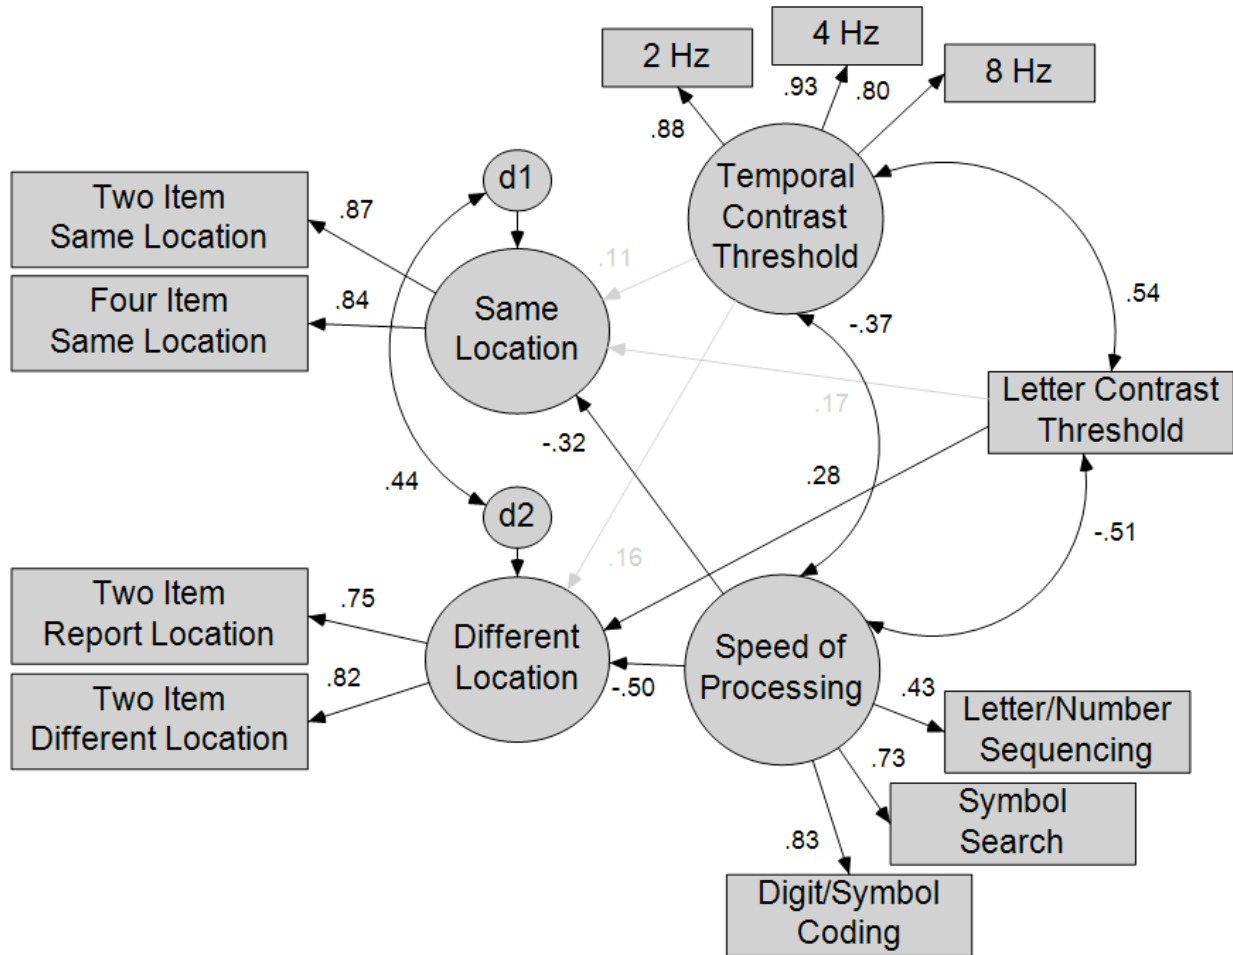 2 Hz
4 Hz
8 Hz
.88
.93
.80
Temporal
Contrast
Threshold
d1
Two Item
Same Location
.87
Four Item
Same Location
.84
Same
Location
.11
-.37
.54
Letter Contrast
Threshold
.17
-.32
.28
.44
d2
-.51
.16
Two Item
Report Location
.75
Two Item
Different Location
.82
Different
Location
-.50
Speed of
Processing
.43
Letter/Number
Sequencing
.73
Symbol
Search
.83
Digit/Symbol
Coding